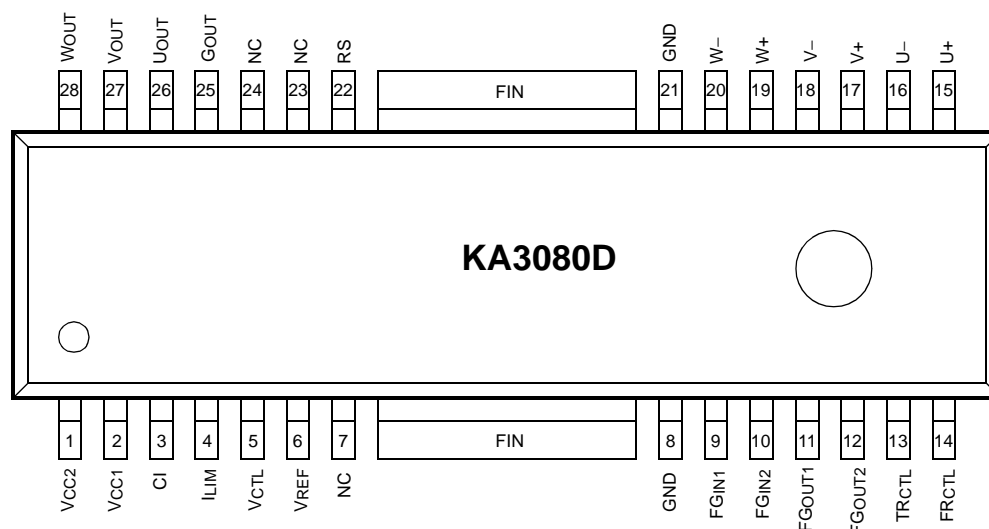 WOUT VOUT UOUT GOUT NC NC RS GND W– W+ V– V+ U– U+
28 27 26 25 24 23 22 FIN 21 20 19 18 17 16 15
KA3080D
1 2 3 4 5 6 7 FIN 8 9 10 11 12 13 14
VCC2 VCC1 CI ILIM VCTL VREF NC GND FGIN1 FGIN2 FGOUT1 FGOUT2 TRCTL FRCTL